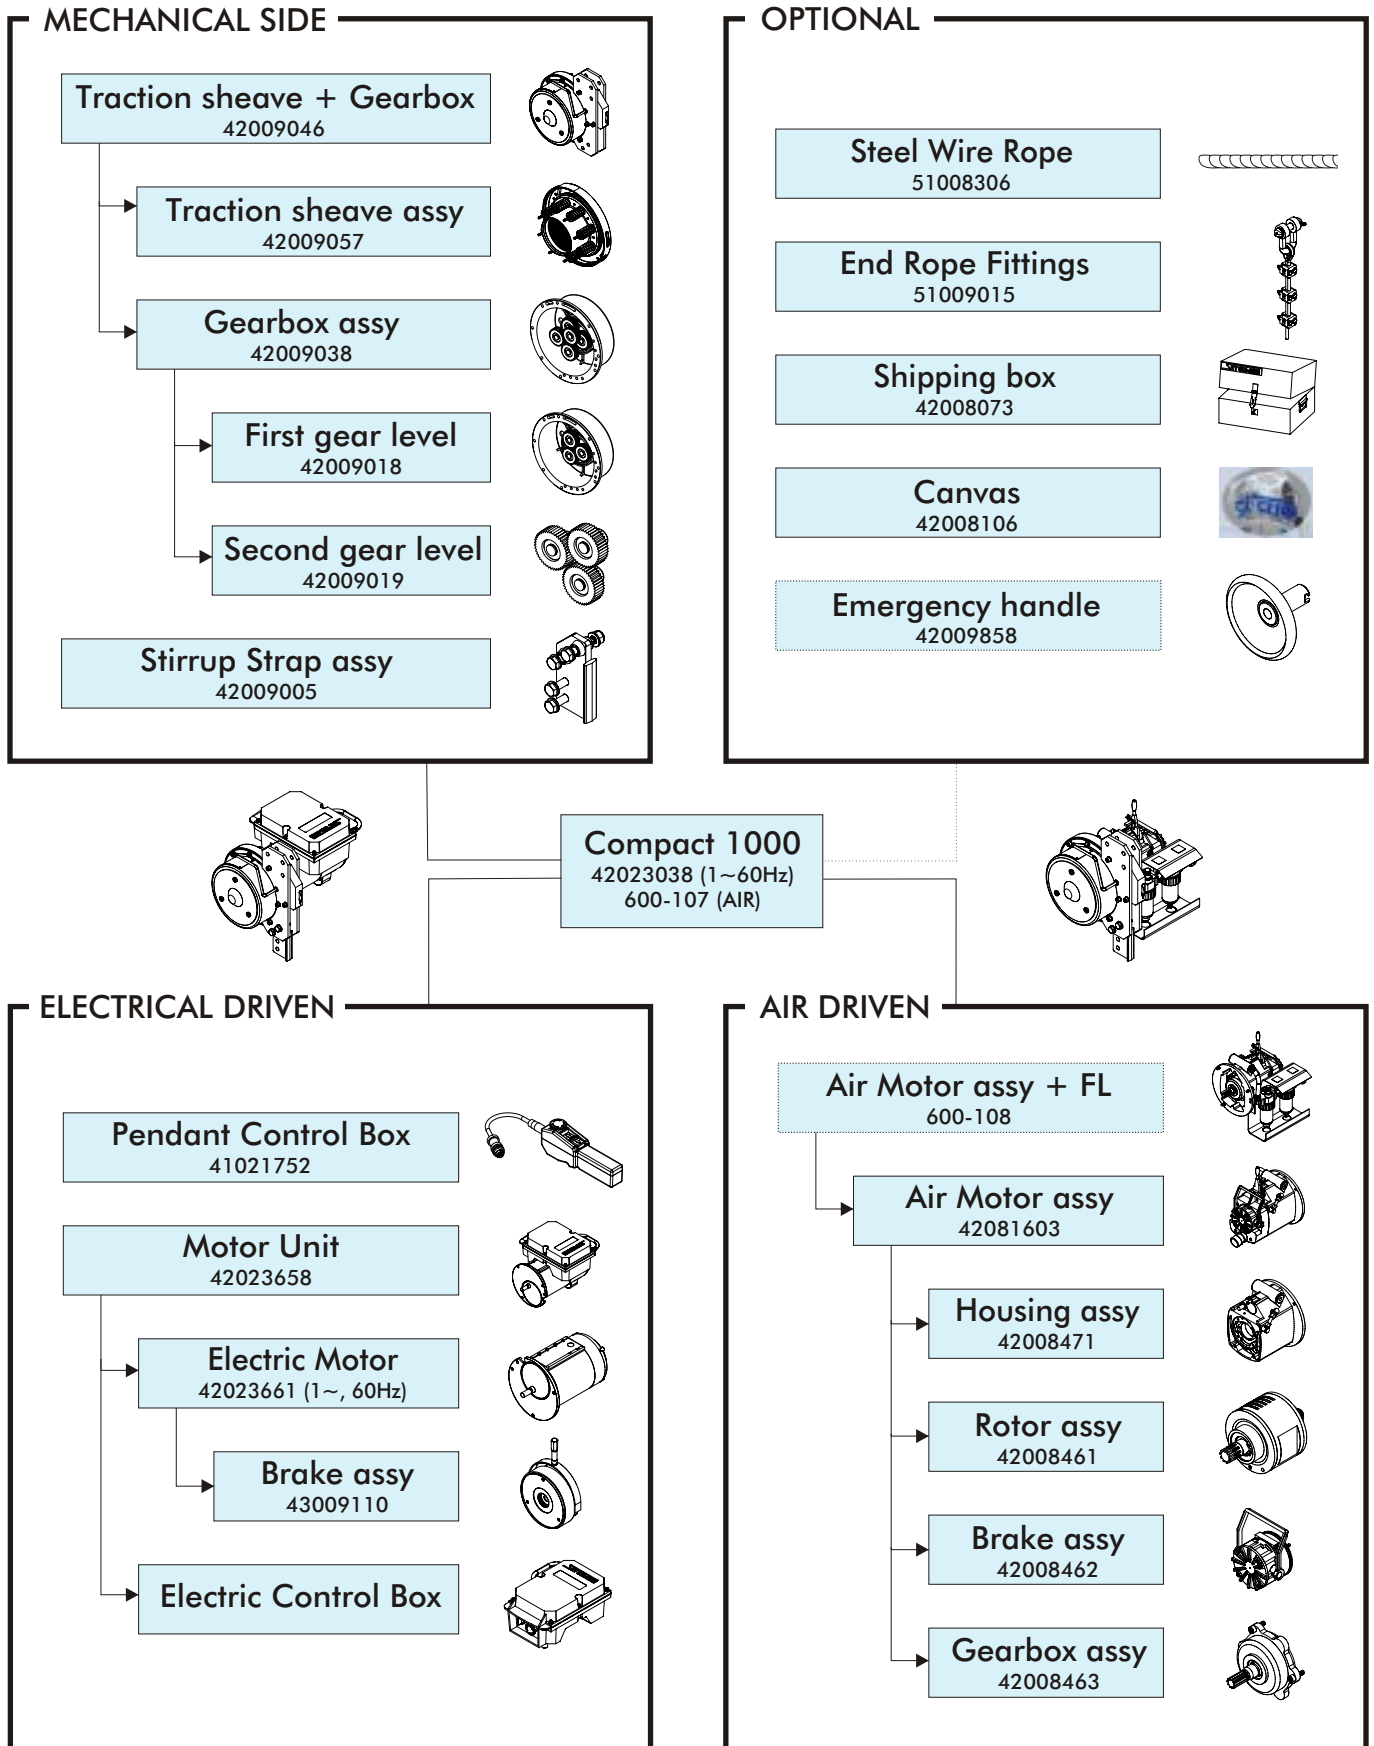 MECHANICAL SIDE
Traction sheave + Gearbox
42009046
Traction sheave assy
42009057
Gearbox assy
42009038
First gear level
42009018
Second gear level
42009019
Stirrup Strap assy
42009005
OPTIONAL
Steel Wire Rope
51008306
End Rope Fittings
51009015
Shipping box
42008073
Canvas
42008106
Emergency handle
42009858
Compact 1000
42023038 (1~60Hz)
600-107 (AIR)
ELECTRICAL DRIVEN
Pendant Control Box
41021752
Motor Unit
42023658
Electric Motor
42023661 (1~, 60Hz)
Brake assy
43009110
Electric Control Box
AIR DRIVEN
Air Motor assy + FL
600-108
Air Motor assy
42081603
Housing assy
42008471
Rotor assy
42008461
Brake assy
42008462
Gearbox assy
42008463